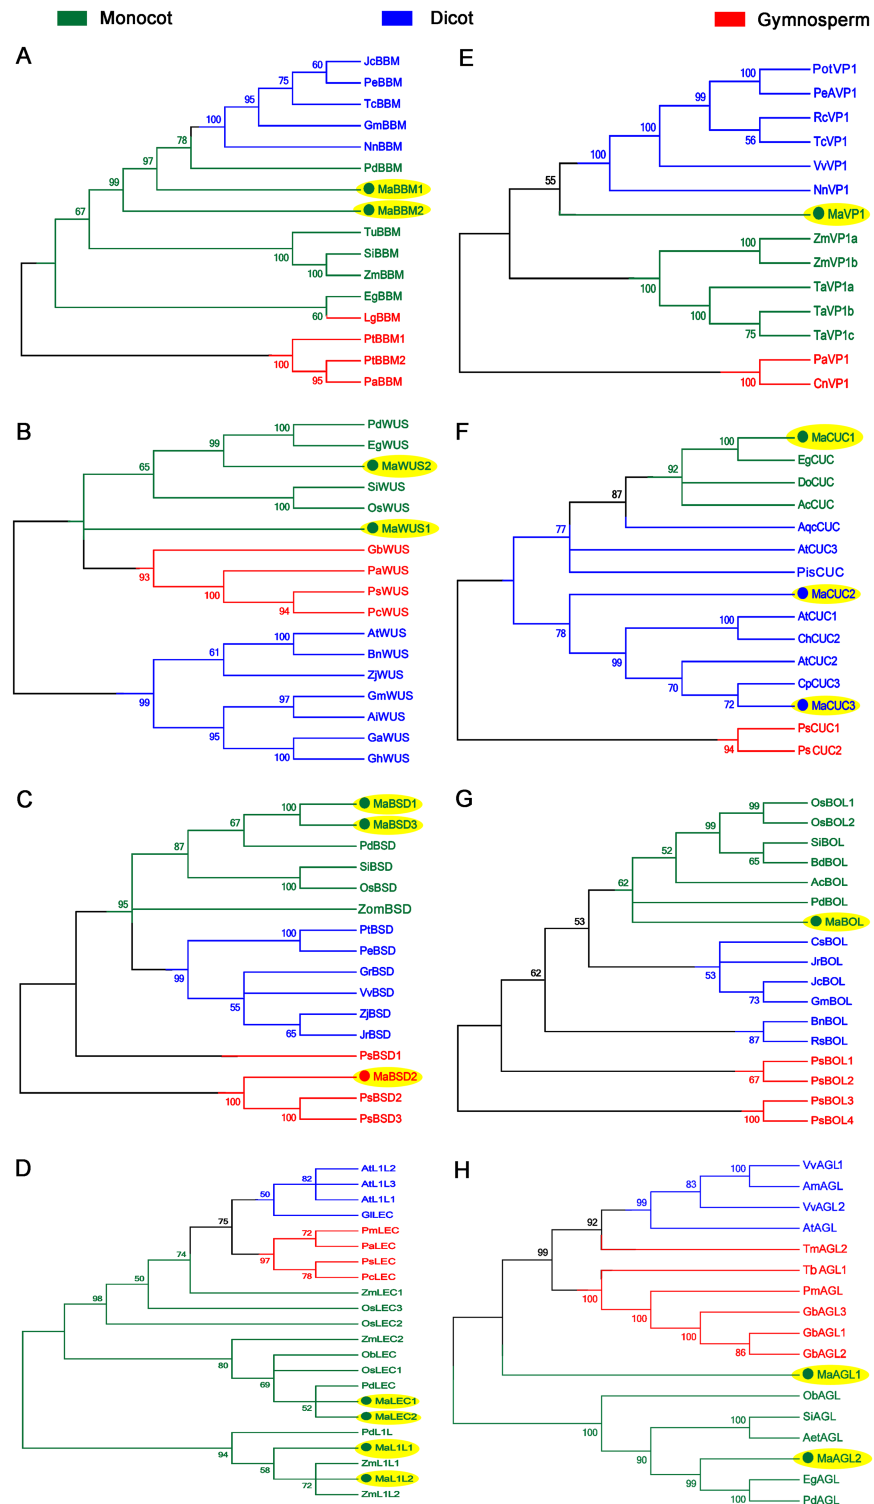 Monocot
Dicot
Gymnosperm
A
JcBBM
PeBBM
TcBBM
GmBBM
NnBBM
PdBBM
MaBBM1
MaBBM2
TuBBM
SiBBM
ZmBBM
EgBBM
LgBBM
PtBBM1
PtBBM2
PaBBM
60
75
95
100
78
97
99
67
100
100
60
100
95
B
PdWUS
EgWUS
MaWUS2
SiWUS
OsWUS
MaWUS1
GbWUS
PaWUS
PsWUS
PcWUS
AtWUS
BnWUS
ZjWUS
GmWUS
AiWUS
GaWUS
GhWUS
100
99
65
100
93
100
94
100
61
99
97
95
100
C
MaBSD1
MaBSD3
PdBSD
SiBSD
OsBSD
ZomBSD
PtBSD
PeBSD
GrBSD
VvBSD
ZjBSD
JrBSD
PsBSD1
MaBSD2
PsBSD2
PsBSD3
100
67
87
100
95
100
99
55
65
100
100
D
AtL1L2
AtL1L3
AtL1L1
GlLEC
PmLEC
PaLEC
PsLEC
PcLEC
ZmLEC1
OsLEC3
OsLEC2
ZmLEC2
ObLEC
OsLEC1
PdLEC
MaLEC1
MaLEC2
PdL1L
MaL1L1
ZmL1L1
MaL1L2
ZmL1L2
82
50
75
72
97
78
74
50
98
80
69
52
94
58
72
E
PotVP1
PeAVP1
RcVP1
TcVP1
VvVP1
NnVP1
MaVP1
ZmVP1a
ZmVP1b
TaVP1a
TaVP1b
TaVP1c
PaVP1
CnVP1
100
99
56
100
100
55
100
100
100
75
100
F
MaCUC1
EgCUC
DoCUC
AcCUC
AqcCUC
AtCUC3
PisCUC
MaCUC2
AtCUC1
ChCUC2
AtCUC2
CpCUC3
MaCUC3
PsCUC1
PsCUC2
100
92
87
77
78
100
99
70
72
94
G
OsBOL1
OsBOL2
SiBOL
BdBOL
AcBOL
PdBOL
MaBOL
CsBOL
JrBOL
JcBOL
GmBOL
BnBOL
RsBOL
PsBOL1
PsBOL2
PsBOL3
PsBOL4
99
99
65
52
62
53
53
73
62
87
67
100
H
VvAGL1
AmAGL
VvAGL2
AtAGL
TmAGL2
Tb AGL1
PmAGL
GbAGL3
GbAGL1
GbAGL2
MaAGL1
ObAGL
SiAGL
AetAGL
MaAGL2
EgAGL
PdAGL
100
83
99
92
99
100
100
100
86
100
100
90
99
100